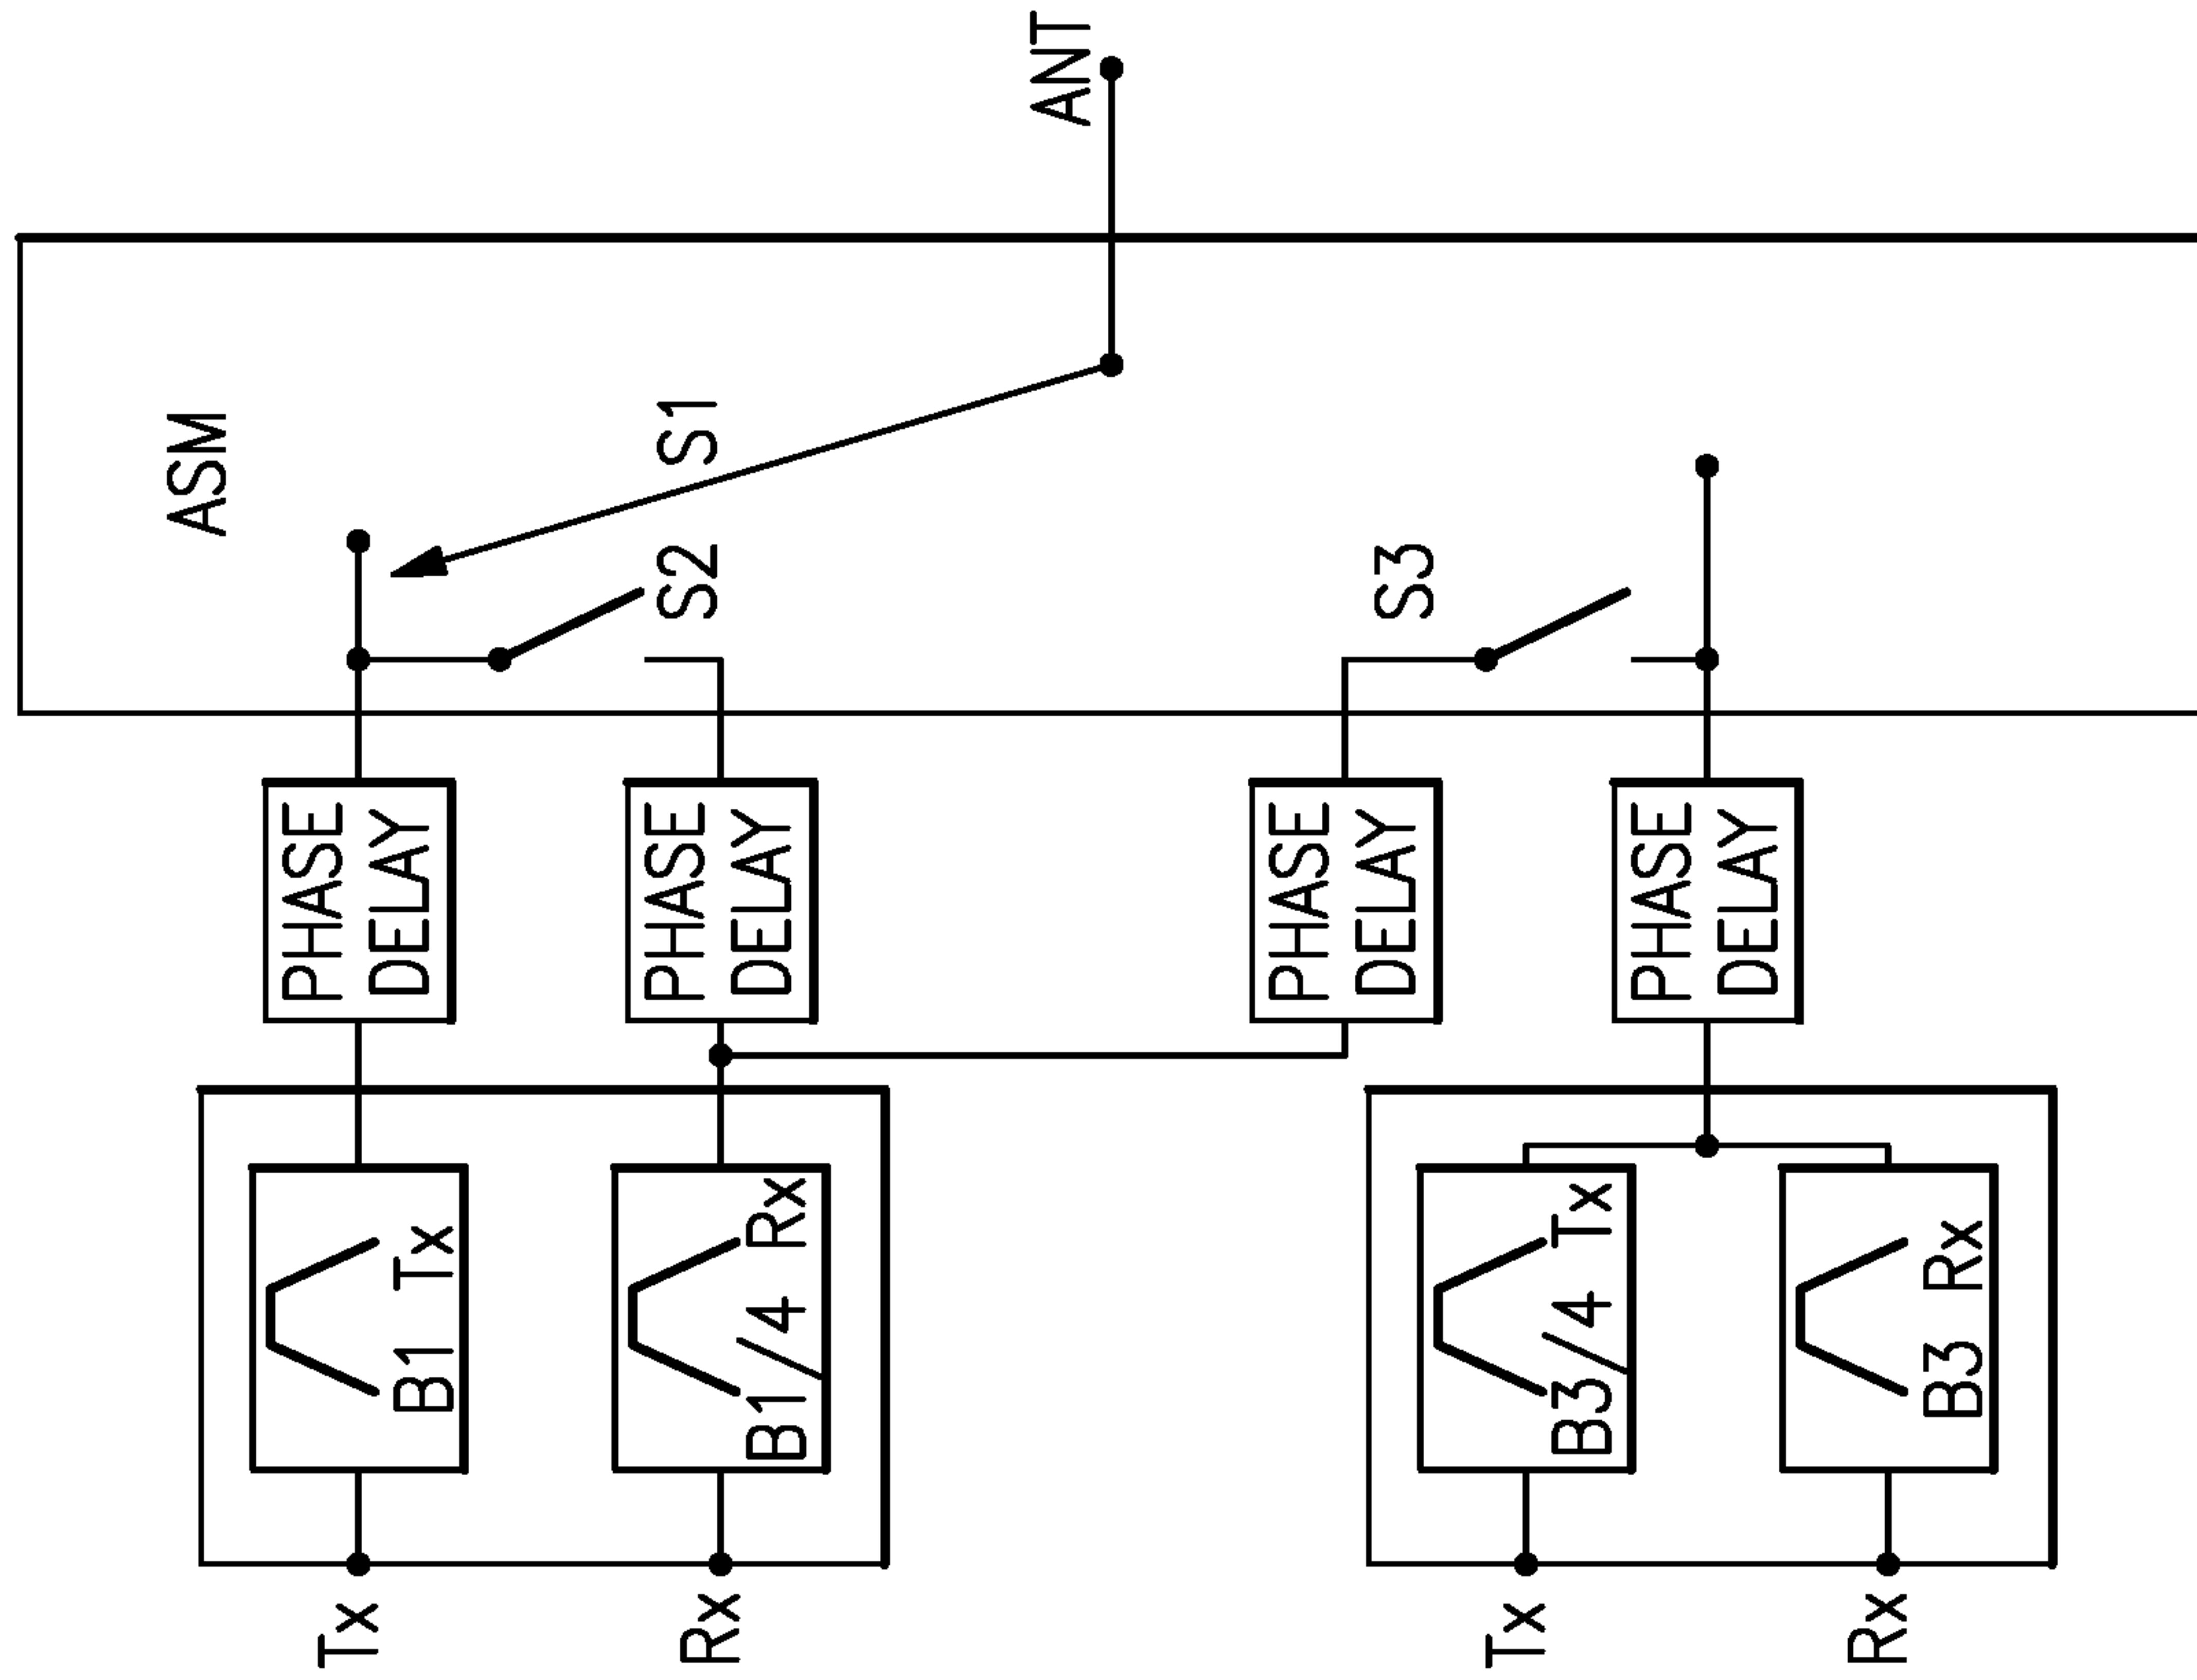 Tx
B1 Tx
PHASE
DELAY
ASM
Rx
B1/4 Rx
PHASE
DELAY
S2
S1
ANT
PHASE
DELAY
S3
Tx
B3/4 Tx
PHASE
DELAY
Rx
B3 Rx